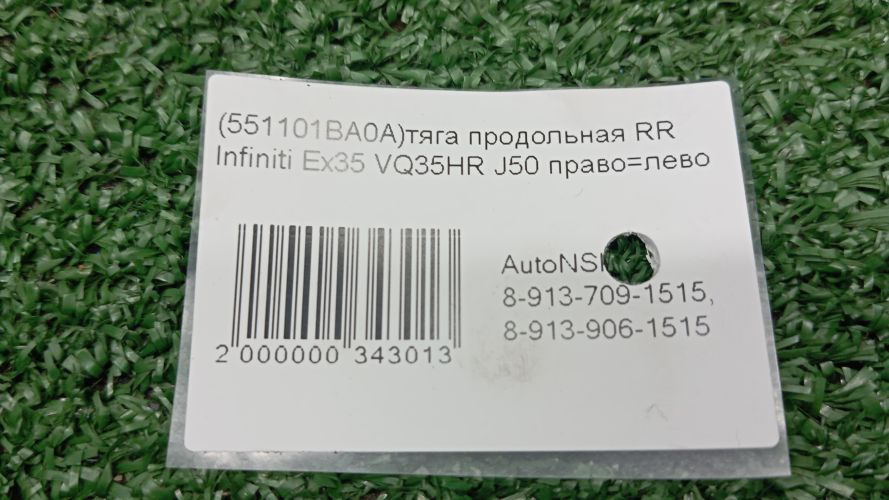 (551101BA0A)тяга продольная RR
Infiniti Ex35 VQ35HR J50 право=лево
8-913-709-1515,
8-913-906-1515
2 000000 343013